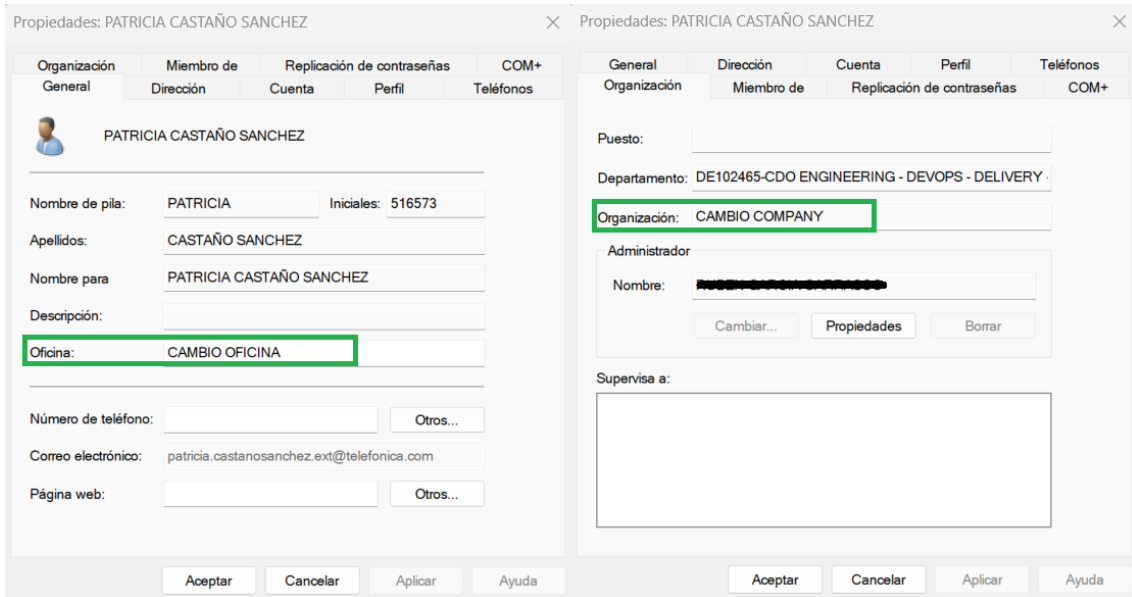 Propiedades: PATRICIA CASTAÑO SANCHEZ
Organización Miembro de Replicación de contraseñas COM+
General Dirección Cuenta Perfil Teléfonos
PATRICIA CASTAÑO SANCHEZ
Nombre de pila: PATRICIA Iniciales: 516573
Apellidos: CASTAÑO SANCHEZ
Nombre para PATRICIA CASTAÑO SANCHEZ
Descripción:
Oficina: CAMBIO OFICINA
Número de teléfono: Otros...
Correo electrónico: patricia.castanosanchez.ext@telefonica.com
Página web: Otros...
Aceptar Cancelar Aplicar Ayuda
Propiedades: PATRICIA CASTAÑO SANCHEZ
General Dirección Cuenta Perfil Teléfonos
Organización Miembro de Replicación de contraseñas COM+
Puesto:
Departamento: DE102465-CDO ENGINEERING - DEVOPS - DELIVERY -
Organización: CAMBIO COMPANY
Administrador
Nombre:
Cambiar... Propiedades Borrar
Supervisa a:
Aceptar Cancelar Aplicar Ayuda